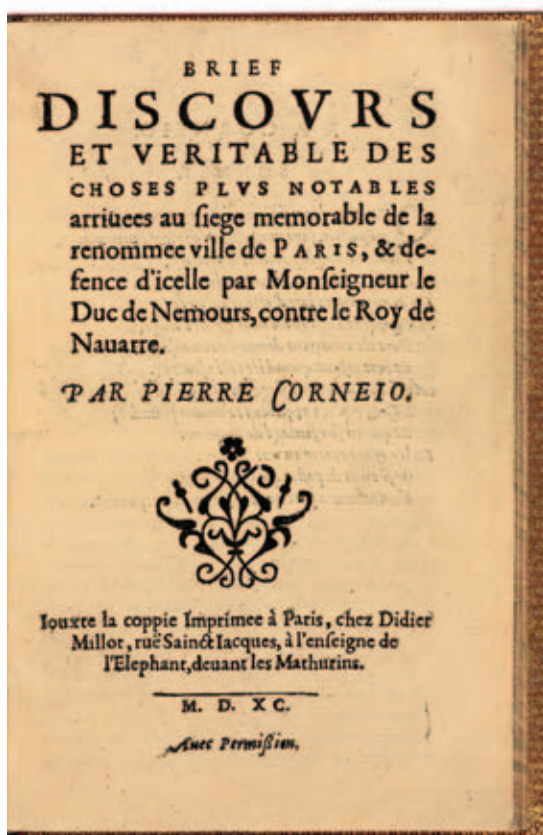 BRIEF
DISCOVRS
ET VERITABLE DES
CHOSES PLVS NOTABLES
arriuees au ſiege memorable de la
renommee ville de PARIS, & de-
fence d'icelle par Monſeigneur le
Duc de Nemours, contre le Roy de
Nauarre.
PAR PIERRE CORNEIO.
Iouxte la coppie Imprimee à Paris, chez Didier
Millot, ruë Sainct Iacques, à l'enſeigne de
l'Elephant, deuant les Mathurins.
M. D. XC.
Auec Permiſſion.